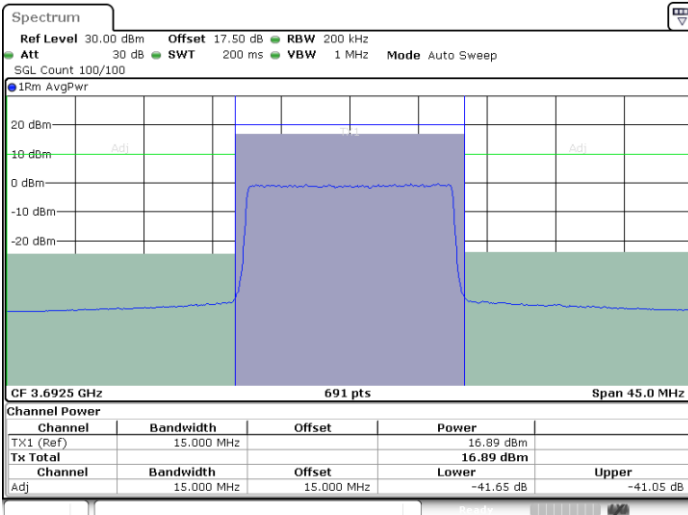 Spectrum
Ref Level 30.00 dBm Offset 17.50 dB RBW 200 kHz
Att 30 dB SWT 200 ms VBW 1 MHz Mode Auto Sweep
SGL Count 100/100
1Rm AvgPwr
20 dBm
Adj Adj
10 dBm
0 dBm
-10 dBm
-20 dBm
CF 3.6925 GHz 691 pts Span 45.0 MHz
Channel Power
Channel Bandwidth Offset Power
TX1 (Ref) 15.000 MHz 16.89 dBm
Tx Total 16.89 dBm
Channel Bandwidth Offset Lower Upper
Adj 15.000 MHz 15.000 MHz -41.65 dB -41.05 dB
Ready